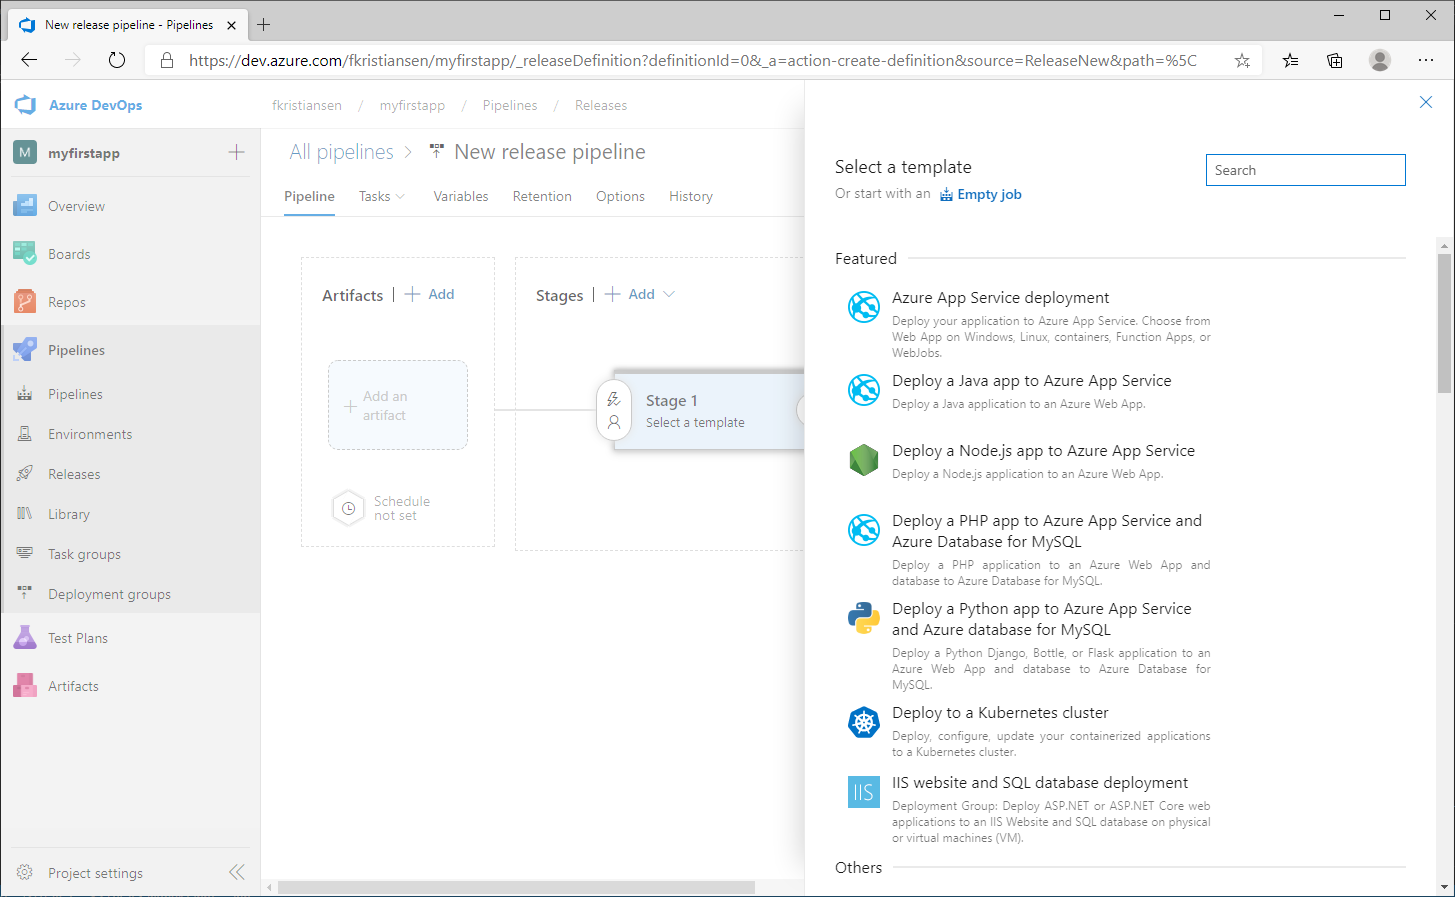 New release pipeline - Pipelines
https://dev.azure.com/fkristiansen/myfirstapp/_releaseDefinition?definitionId=0&_a=action-create-definition&source=ReleaseNew&path=%5C
Azure DevOps
M
myfirstapp
Overview
Boards
Repos
Pipelines
Pipelines
Environments
Releases
Library
Task groups
Deployment groups
Test Plans
Artifacts
Project settings
fkristiansen / myfirstapp / Pipelines / Releases
All pipelines > New release pipeline
Pipeline Tasks Variables Retention Options History
Artifacts | + Add
Add an
artifact
Schedule
not set
Stages | + Add
Stage 1
Select a template
Select a template
Or start with an Empty job
Search
Featured
Azure App Service deployment
Deploy your application to Azure App Service. Choose from
Web App on Windows, Linux, containers, Function Apps, or
WebJobs.
Deploy a Java app to Azure App Service
Deploy a Java application to an Azure Web App.
Deploy a Node.js app to Azure App Service
Deploy a Node.js application to an Azure Web App.
Deploy a PHP app to Azure App Service and
Azure Database for MySQL
Deploy a PHP application to an Azure Web App and
database to Azure Database for MySQL.
Deploy a Python app to Azure App Service
and Azure database for MySQL
Deploy a Python Django, Bottle, or Flask application to an
Azure Web App and database to Azure Database for
MySQL.
Deploy to a Kubernetes cluster
Deploy, configure, update your containerized applications
to a Kubernetes cluster.
IIS
IIS website and SQL database deployment
Deployment Group: Deploy ASP.NET or ASP.NET Core web
applications to an IIS Website and SQL database on physical
or virtual machines (VM).
Others